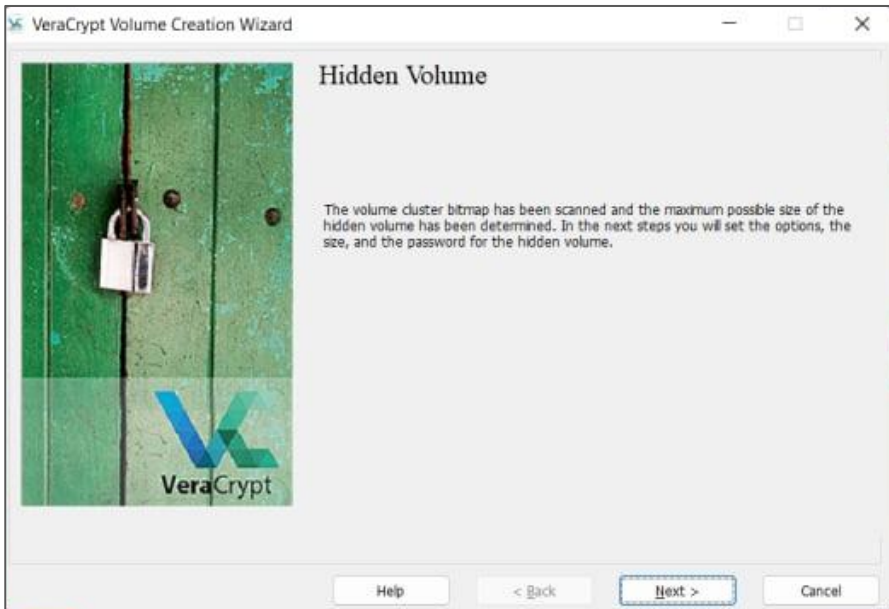 VeraCrypt Volume Creation Wizard
Hidden Volume
The volume cluster bitmap has been scanned and the maximum possible size of the
hidden volume has been determined. In the next steps you will set the options, the
size, and the password for the hidden volume.
VeraCrypt
Help
< Back
Next >
Cancel